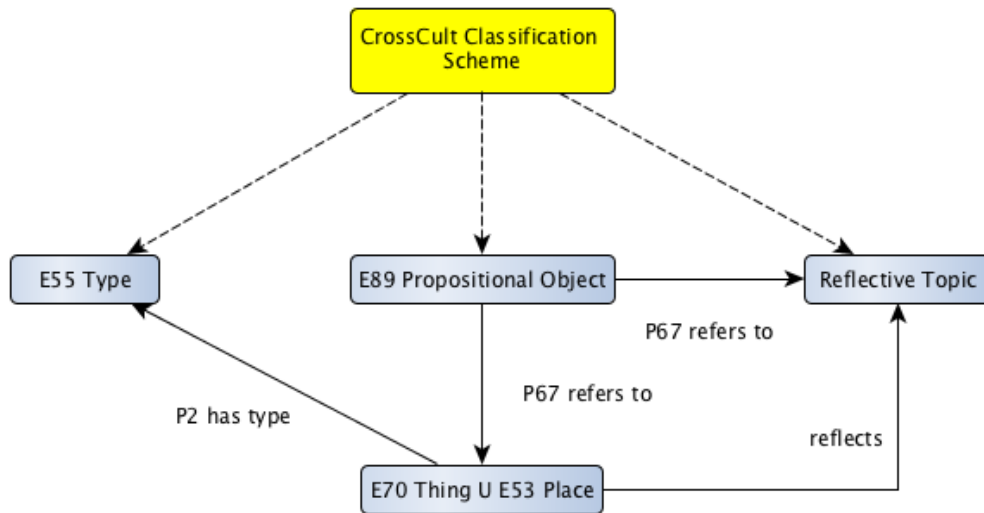 CrossCult Classification
Scheme
E55 Type
E89 Propositional Object
Reflective Topic
P67 refers to
P67 refers to
P2 has type
reflects
E70 Thing U E53 Place